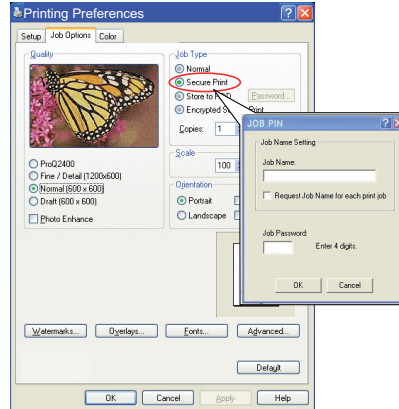 Printing Preferences
Setup Job Options Color
Quality
ProQ2400
Fine / Detail (1200x600)
Normal (600 x 600)
Draft (600 x 600)
Photo Enhance
Job Type
Normal
Secure Print
Store to
Password...
Encrypted
Print
Copies: 1
Scale
100
Orientation
Portrait
Landscape
JOB PIN
Job Name Setting
Job Name:
Request Job Name for each print job
Job Password:
Enter 4 digits.
OK Cancel
Watermarks... Overlays... Fonts... Advanced...
Default
OK Cancel Apply Help